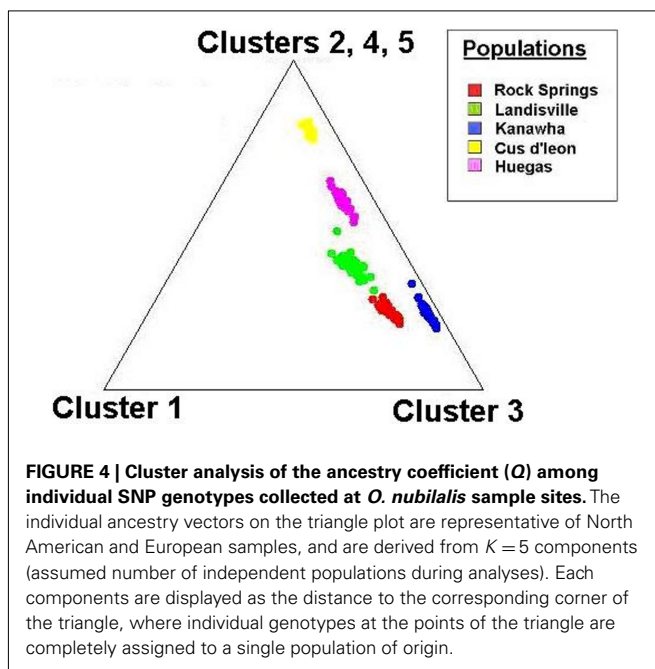 Clusters 2, 4, 5
Populations
Rock Springs
Landisville
Kanawha
Cus d'leon
Huegas
Cluster 1
Cluster 3
FIGURE 4 | Cluster analysis of the ancestry coefficient (Q) among
individual SNP genotypes collected at O. nubilalis sample sites. The
individual ancestry vectors on the triangle plot are representative of North
American and European samples, and are derived from K = 5 components
(assumed number of independent populations during analyses). Each
components are displayed as the distance to the corresponding corner of
the triangle, where individual genotypes at the points of the triangle are
completely assigned to a single population of origin.